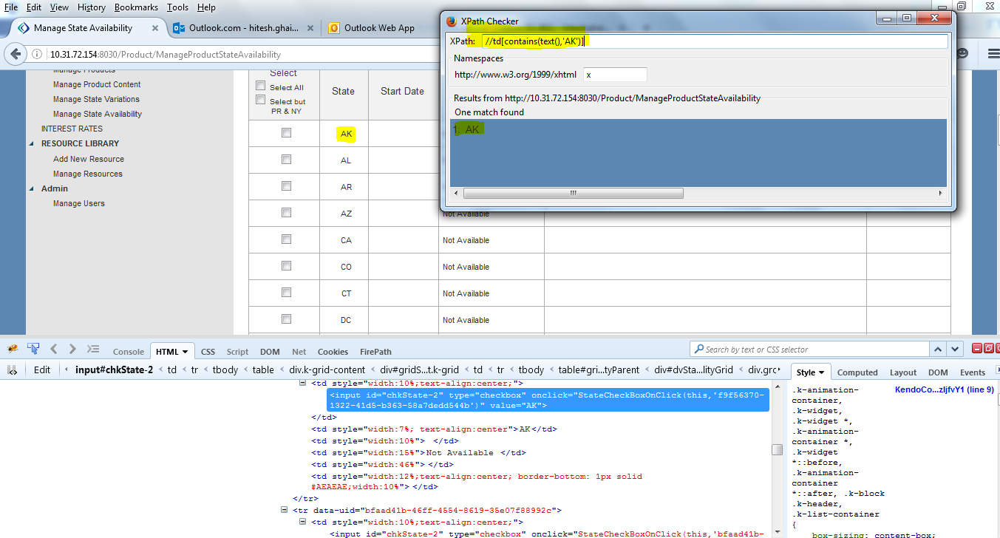 File Edit View History Bookmarks Tools Help
Manage State Availability
Outlook.com - hitesh.ghai...
Outlook Web App
10.31.72.154:8030/Product/ManageProductStateAvailability
XPath Checker
XPath: //td[contains(text(),'AK')]
Namespaces
http://www.w3.org/1999/xhtml x
Results from http://10.31.72.154:8030/Product/ManageProductStateAvailability
One match found
1: AK
Manage Products
Manage Product Content
Manage State Variations
Manage State Availability
INTEREST RATES
RESOURCE LIBRARY
Add New Resource
Manage Resources
Admin
Manage Users
Select
Select All
Select but
PR & NY
State
Start Date
AK
AL
AR
AZ Not Available
CA Not Available
CO Not Available
CT Not Available
DC Not Available
Console HTML CSS Script DOM Net Cookies FirePath
Search by text or CSS selector
Edit input#chkState-2 < td < tr < tbody < table < div.k-grid-content < div#gridS...t.k-grid < td < tr < tbody < table#gri...tyParent < div#dvSta...lityGrid < div.grc
Style Computed Layout DOM Events
<td style="width:10%;text-align:center;">
<input id="chkState-2" type="checkbox" onclick="StateCheckBoxOnClick(this,'f9f56370-
1322-41d5-b363-58a7dedd544b')" value="AK">
</td>
<td style="width:7%; text-align:center">AK</td>
<td style="width:10%"> </td>
<td style="width:15%">Not Available </td>
<td style="width:46%"></td>
<td style="width:12%;text-align:center; border-bottom: 1px solid
#AEAEAE;width:10%"></td>
</tr>
<tr data-uid="bfaad41b-46ff-4554-8619-35e07f88992c">
<td style="width:10%;text-align:center;">
<input id="chkState-2" type="checkbox" onclick="StateCheckBoxOnClick(this,'bfaad41b-
.k-animation- KendoCo...zIjfvY1 (line 9)
container,
.k-widget,
.k-widget *,
.k-animation-
container *,
.k-widget
*::before,
.k-animation-
container
*::after, .k-block
.k-header,
.k-list-container
{
box-sizing: content-box;